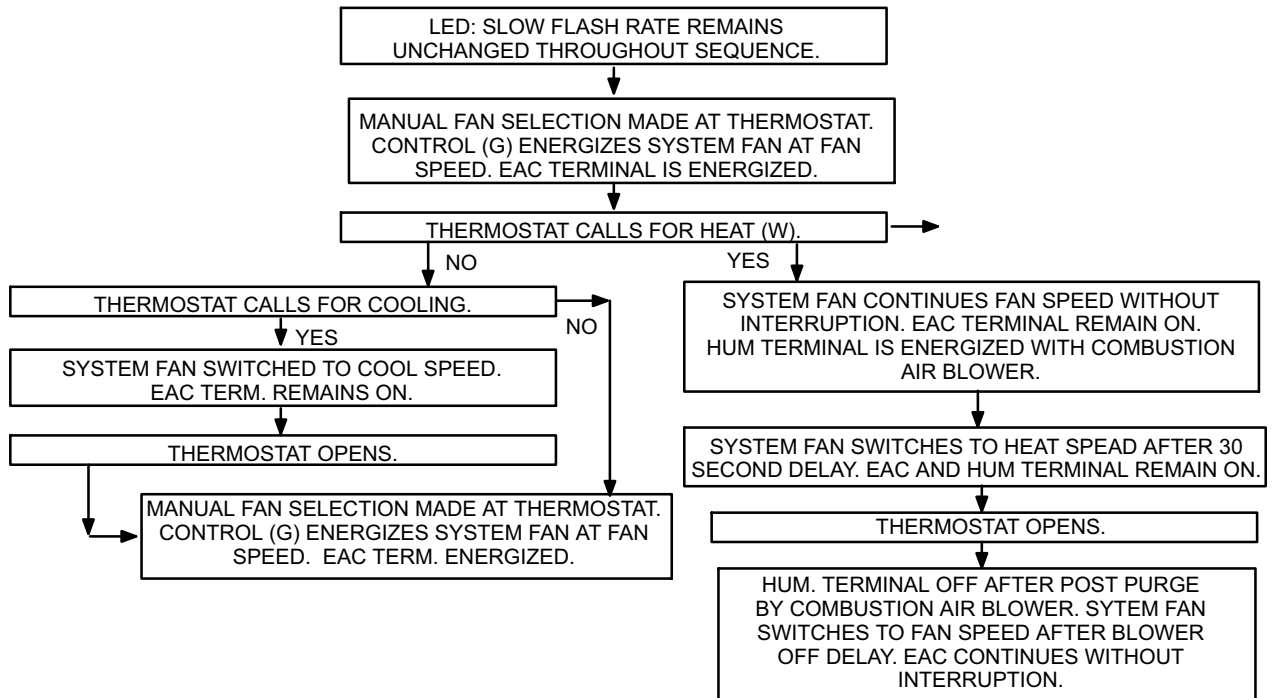 LED: SLOW FLASH RATE REMAINS
UNCHANGED THROUGHOUT SEQUENCE.
MANUAL FAN SELECTION MADE AT THERMOSTAT.
CONTROL (G) ENERGIZES SYSTEM FAN AT FAN
SPEED. EAC TERMINAL IS ENERGIZED.
THERMOSTAT CALLS FOR HEAT (W).
NO
YES
THERMOSTAT CALLS FOR COOLING.
NO
YES
SYSTEM FAN SWITCHED TO COOL SPEED.
EAC TERM. REMAINS ON.
THERMOSTAT OPENS.
MANUAL FAN SELECTION MADE AT THERMOSTAT.
CONTROL (G) ENERGIZES SYSTEM FAN AT FAN
SPEED. EAC TERM. ENERGIZED.
SYSTEM FAN CONTINUES FAN SPEED WITHOUT
INTERRUPTION. EAC TERMINAL REMAIN ON.
HUM TERMINAL IS ENERGIZED WITH COMBUSTION
AIR BLOWER.
SYSTEM FAN SWITCHES TO HEAT SPEAD AFTER 30
SECOND DELAY. EAC AND HUM TERMINAL REMAIN ON.
THERMOSTAT OPENS.
HUM. TERMINAL OFF AFTER POST PURGE
BY COMBUSTION AIR BLOWER. SYTEM FAN
SWITCHES TO FAN SPEED AFTER BLOWER
OFF DELAY. EAC CONTINUES WITHOUT
INTERRUPTION.